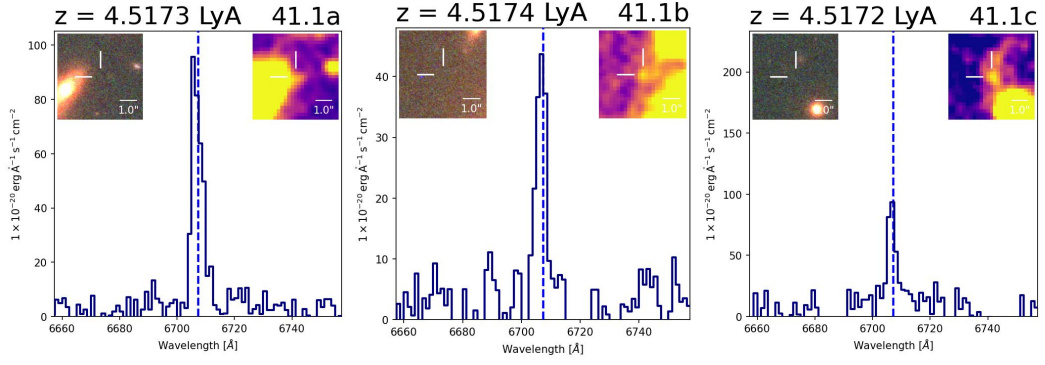 z = 4.5173 LyA 41.1a
100
80
60
40
20
0
6660 6680 6700 6720 6740
Wavelength [Å]
1 × 10⁻²⁰ erg Å⁻¹ s⁻¹ cm⁻²
1.0"
1.0"
z = 4.5174 LyA 41.1b
40
30
20
10
0
6660 6680 6700 6720 6740
Wavelength [Å]
1 × 10⁻²⁰ erg Å⁻¹ s⁻¹ cm⁻²
1.0"
1.0"
z = 4.5172 LyA 41.1c
200
150
100
50
0
6660 6680 6700 6720 6740
Wavelength [Å]
1 × 10⁻²⁰ erg Å⁻¹ s⁻¹ cm⁻²